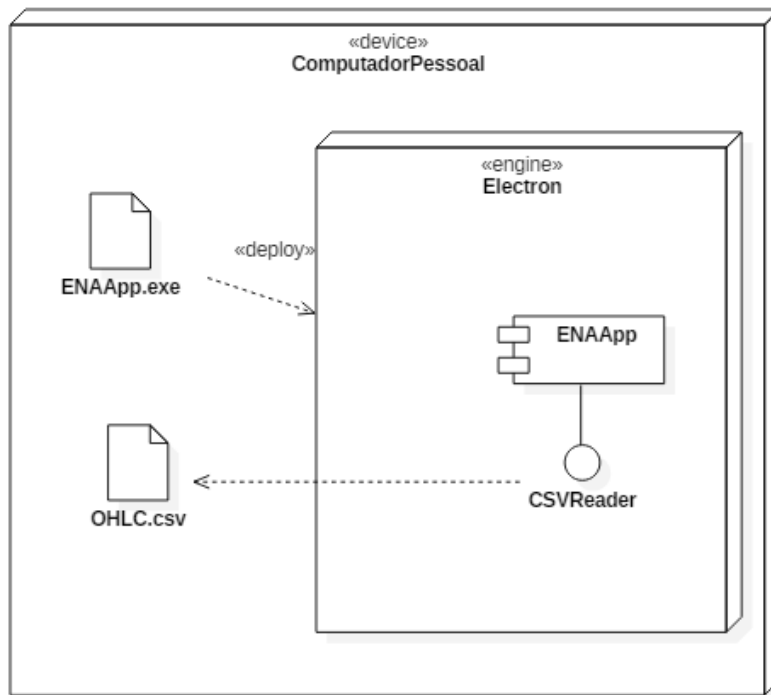 «device»
ComputadorPessoal
«engine»
Electron
«deploy»
ENAApp.exe
ENAApp
CSVReader
OHLC.csv